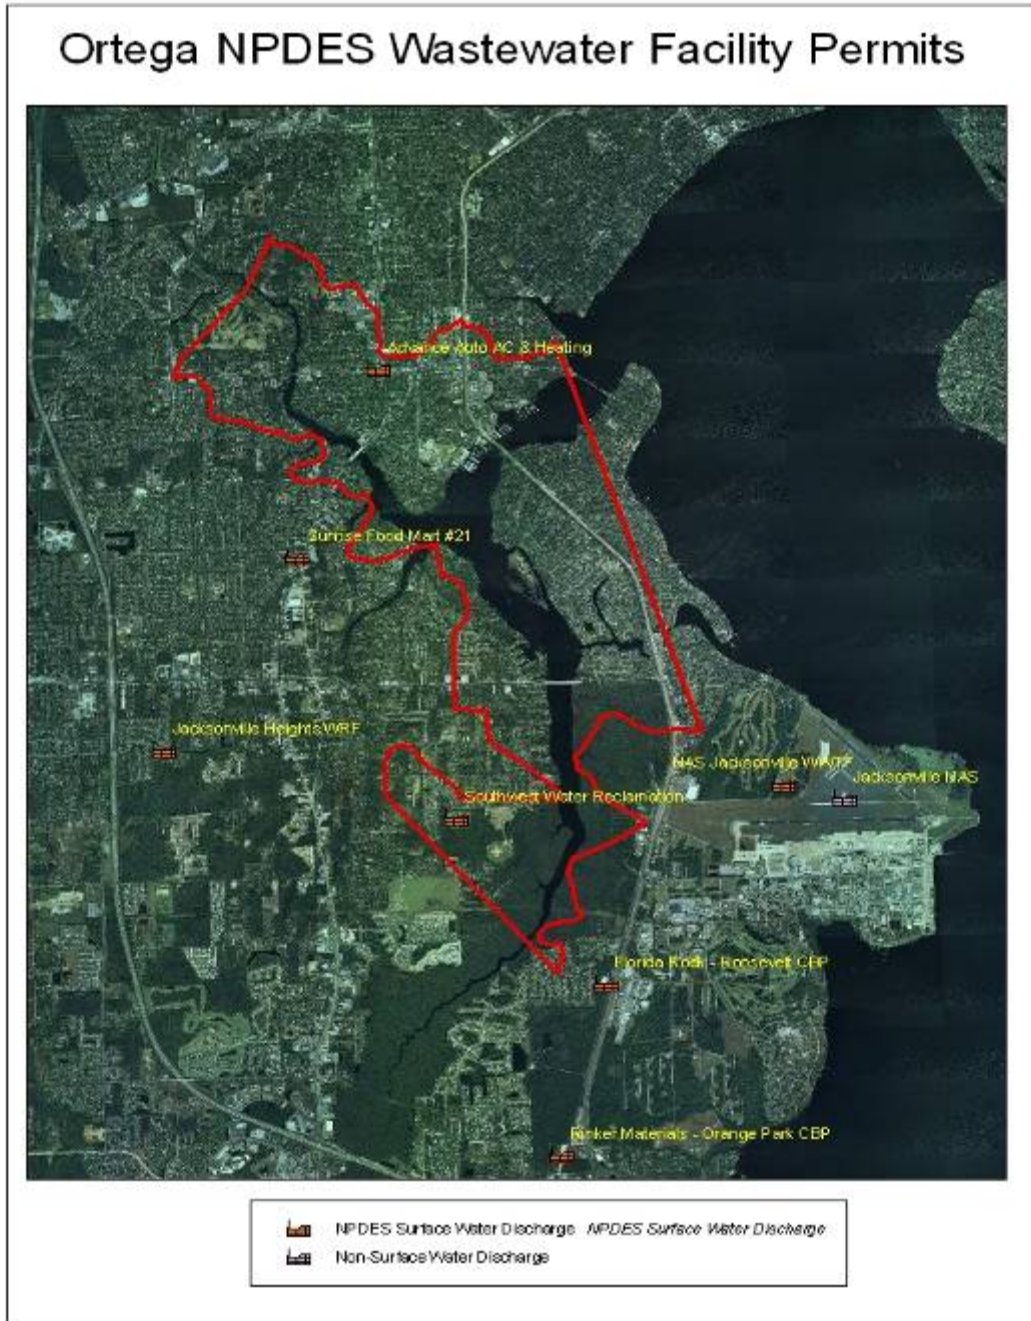 Ortega NPDES Wastewater Facility Permits
Advance Auto AC & Heating
Sunrise Food Mart #21
Jacksonville Heights WRF
NAS Jacksonville WWTF
Jacksonville NAS
Southwest Water Reclamation
Florida Rock - Roosevelt CBP
Rinker Materials - Orange Park CBP
NPDES Surface Water Discharge NPDES Surface Water Discharge
Non-Surface Water Discharge